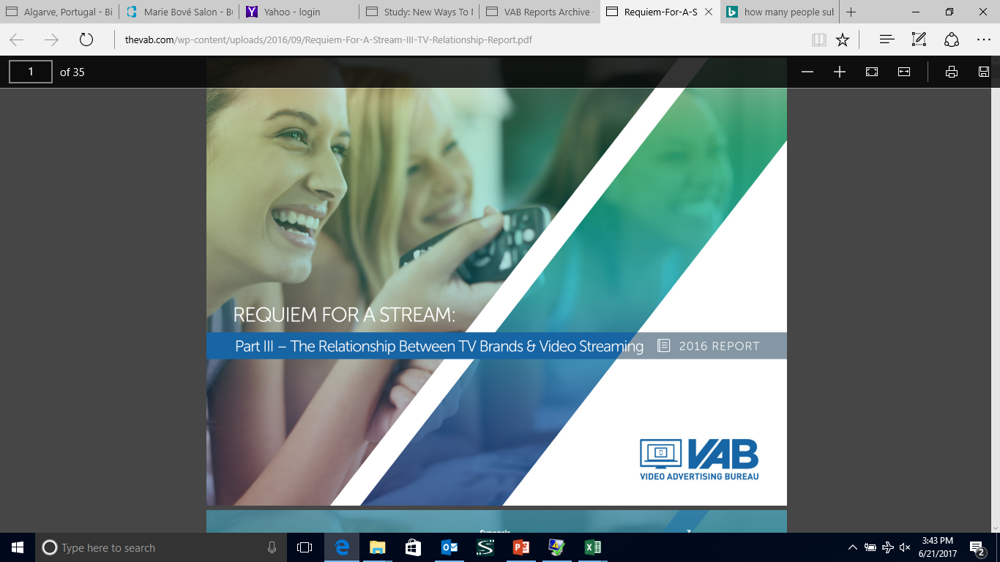 Algarve, Portugal - Bi
Marie Bové Salon - Bu
Yahoo - login
Study: New Ways To I
VAB Reports Archive -
Requiem-For-A-S
how many people sub
thevab.com/wp-content/uploads/2016/09/Requiem-For-A-Stream-III-TV-Relationship-Report.pdf
1 of 35
REQUIEM FOR A STREAM:
Part III – The Relationship Between TV Brands & Video Streaming
2016 REPORT
VAB
VIDEO ADVERTISING BUREAU
Type here to search
3:43 PM
6/21/2017
2